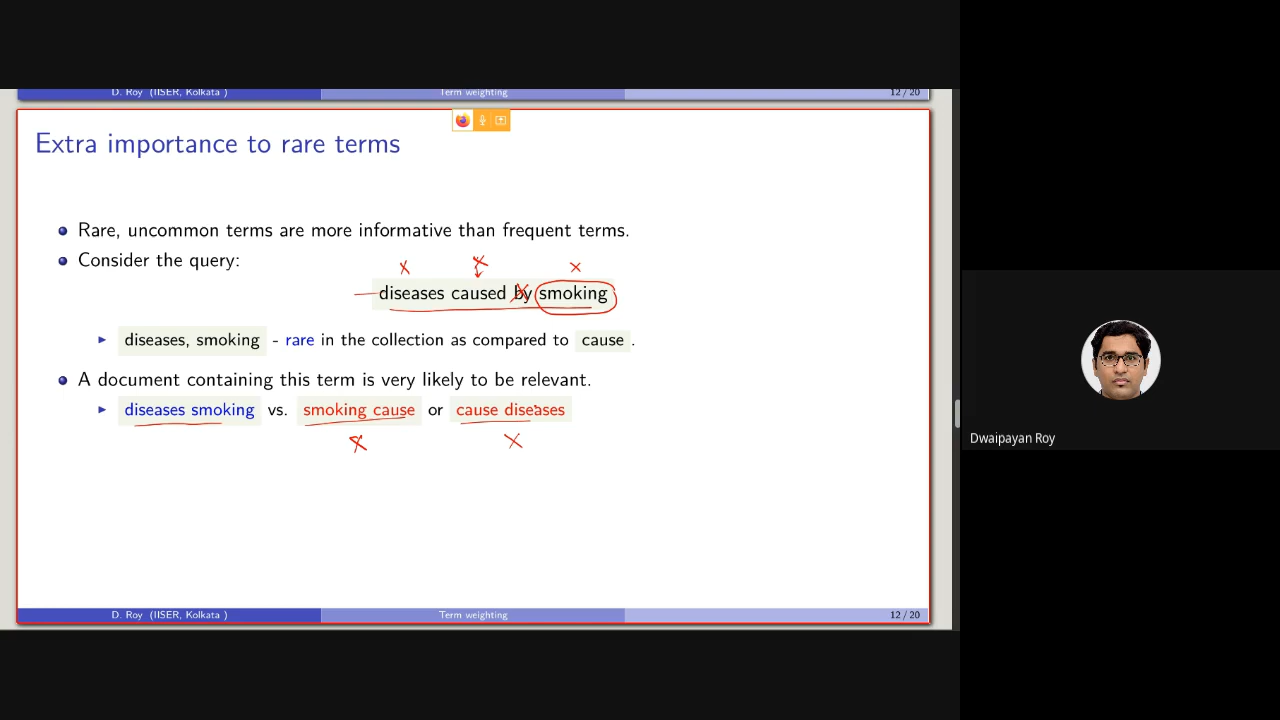 D. Roy (IISER, Kolkata )
Term weighting
12 / 20
Extra importance to rare terms
Rare, uncommon terms are more informative than frequent terms.
Consider the query:
diseases caused by smoking
diseases, smoking - rare in the collection as compared to cause .
A document containing this term is very likely to be relevant.
diseases smoking vs. smoking cause or cause diseases
D. Roy (IISER, Kolkata )
Term weighting
12 / 20
Dwaipayan Roy